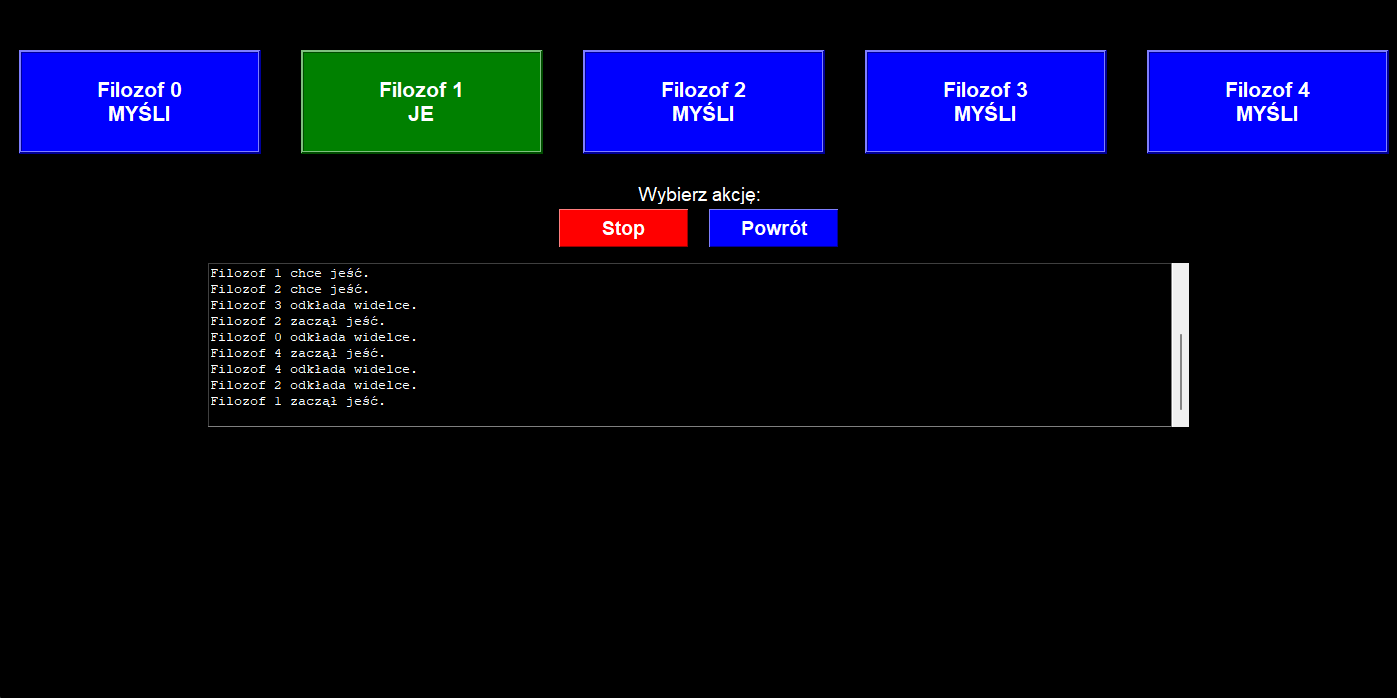 Filozof 0
MYŚLI
Filozof 1
JE
Filozof 2
MYŚLI
Filozof 3
MYŚLI
Filozof 4
MYŚLI
Wybierz akcję:
Stop
Powrót
Filozof 1 chce jeść.
Filozof 2 chce jeść.
Filozof 3 odkłada widelce.
Filozof 2 zaczął jeść.
Filozof 0 odkłada widelce.
Filozof 4 zaczął jeść.
Filozof 4 odkłada widelce.
Filozof 2 odkłada widelce.
Filozof 1 zaczął jeść.